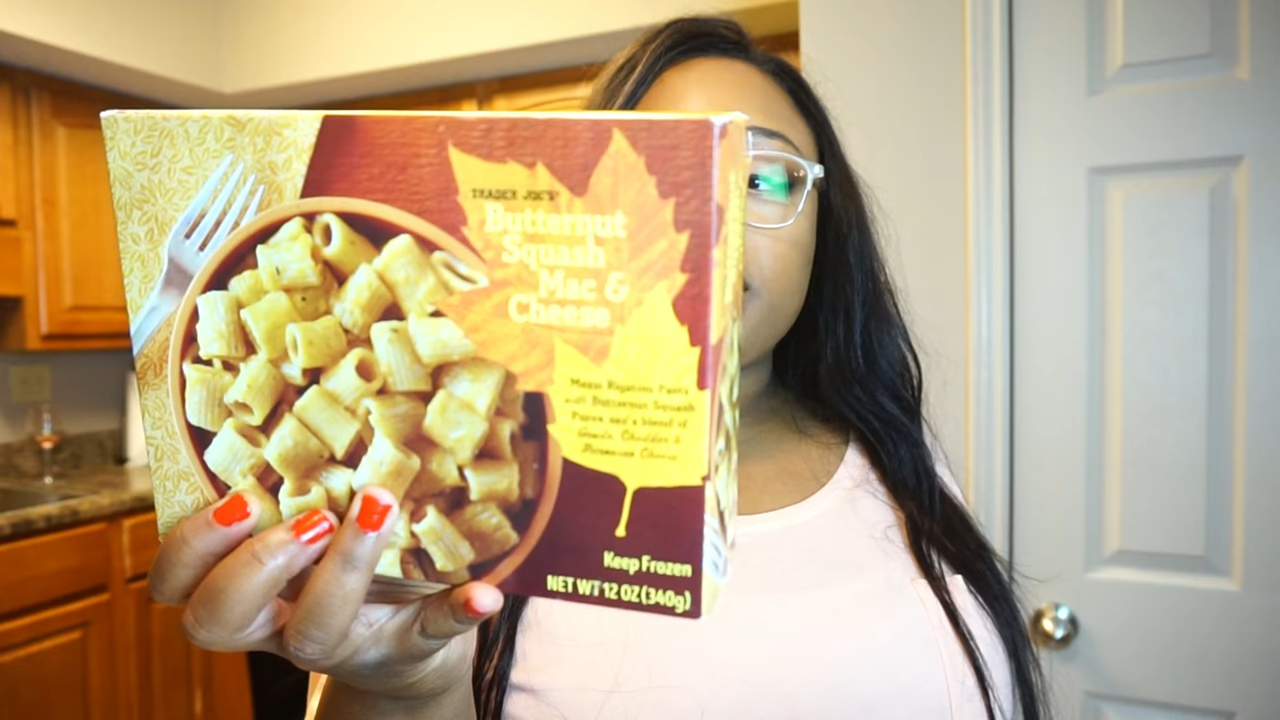 TRADER JOE'S®
Butternut
Squash
Mac &
Cheese
Mezzi Rigatoni Pasta
with Butternut Squash
Puree and a blend of
Gouda, Cheddar &
Parmesan Cheese
Keep Frozen
NET WT 12 OZ (340g)